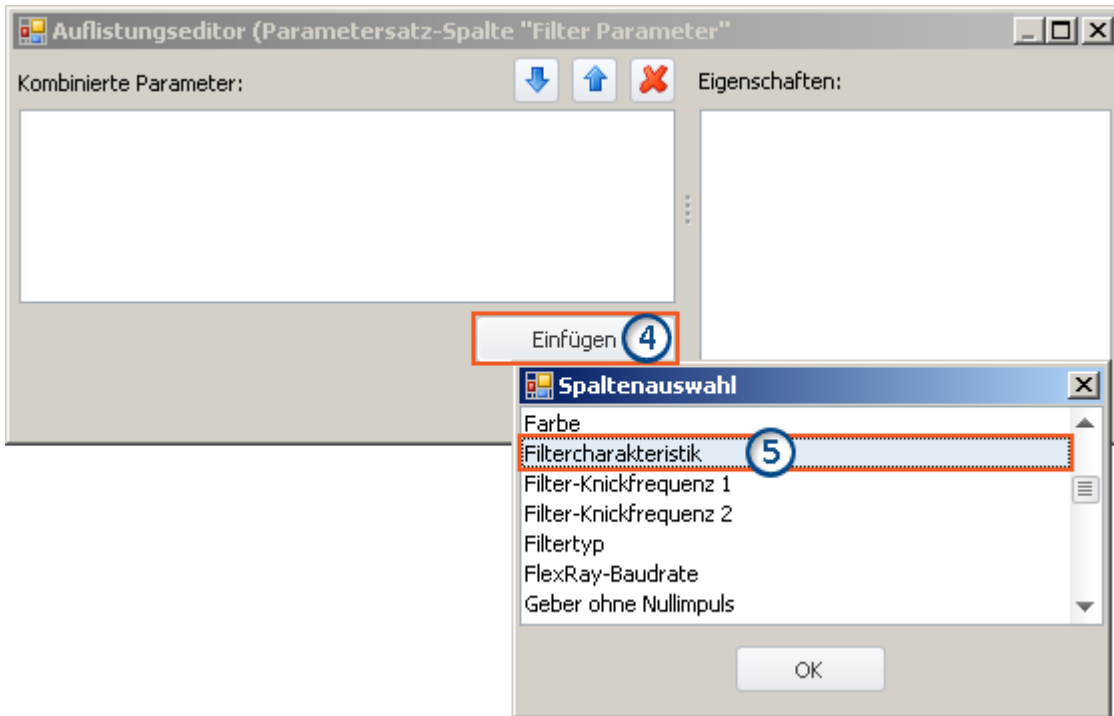 Auflistungseditor (Parametersatz-Spalte "Filter Parameter"
Kombinierte Parameter:
Eigenschaften:
Einfügen 4
Spaltenauswahl
Farbe
Filtercharakteristik 5
Filter-Knickfrequenz 1
Filter-Knickfrequenz 2
Filtertyp
FlexRay-Baudrate
Geber ohne Nullimpuls
OK